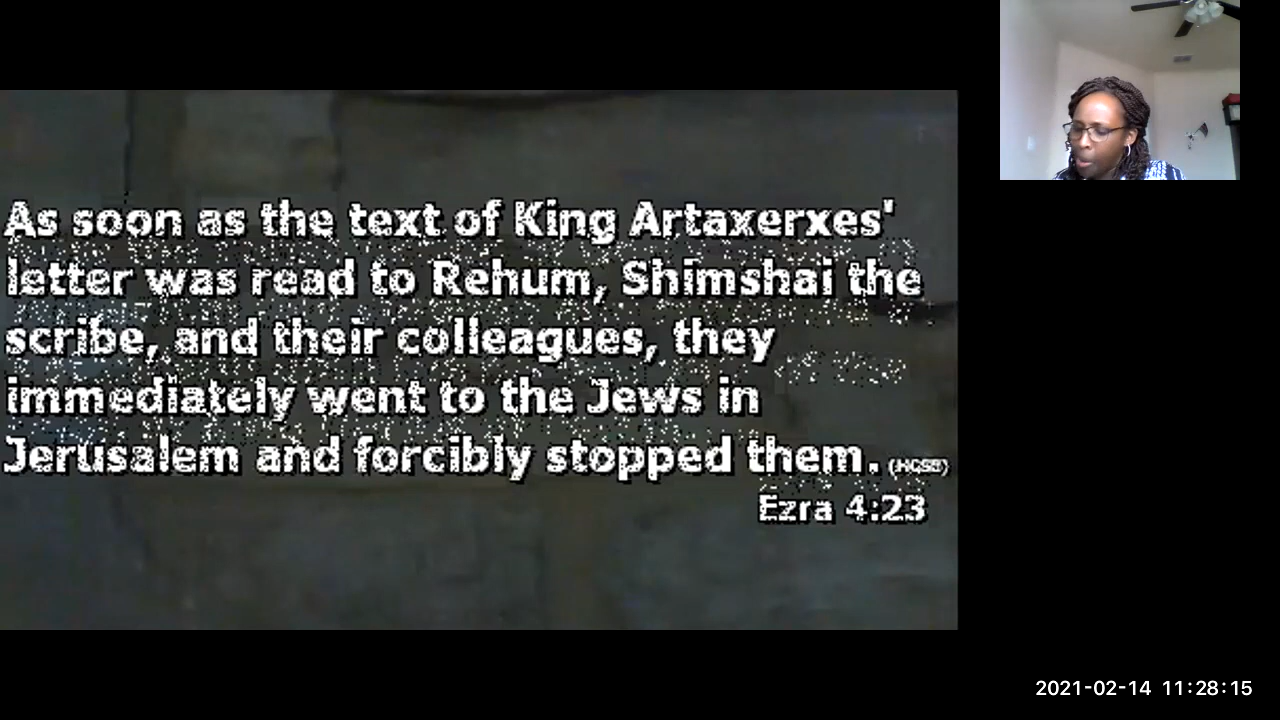 As soon as the text of King Artaxerxes'
letter was read to Rehum, Shimshai the
scribe, and their colleagues, they
immediately went to the Jews in
Jerusalem and forcibly stopped them. (HCSB)
Ezra 4:23
2021-02-14 11:28:15